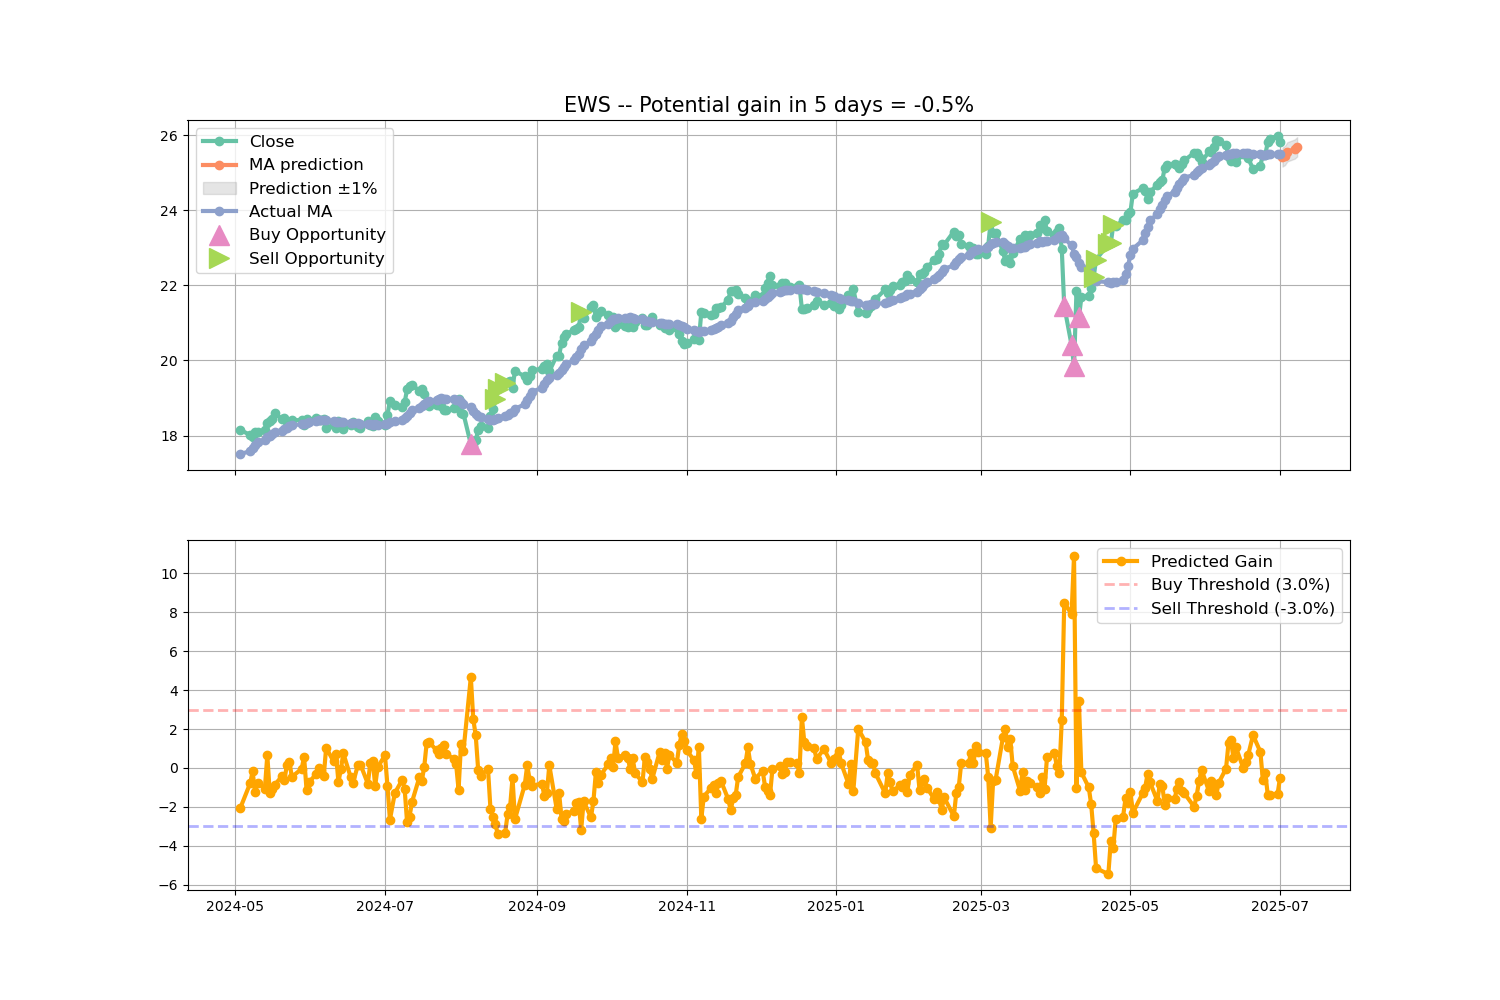 EWS -- Potential gain in 5 days = -0.5%
26
24
22
20
18
Close
MA prediction
Prediction ±1%
Actual MA
Buy Opportunity
Sell Opportunity
10
8
6
4
2
0
−2
−4
−6
Predicted Gain
Buy Threshold (3.0%)
Sell Threshold (-3.0%)
2024-05
2024-07
2024-09
2024-11
2025-01
2025-03
2025-05
2025-07